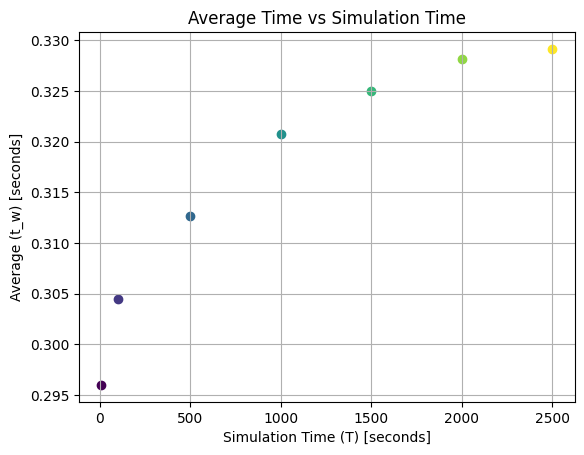 Average Time vs Simulation Time
0.330
0.325
0.320
0.315
0.310
0.305
0.300
0.295
Average (t_w) [seconds]
0 500 1000 1500 2000 2500
Simulation Time (T) [seconds]